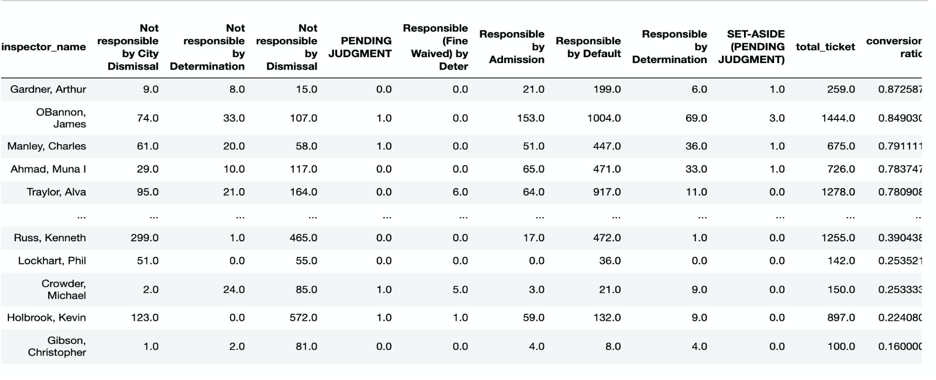 inspector_name Not responsible by City Dismissal Not responsible by Determination Not responsible by Dismissal PENDING JUDGMENT Responsible (Fine Waived) by Deter Responsible by Admission Responsible by Default Responsible by Determination SET-ASIDE (PENDING JUDGMENT) total_ticket conversion ratio
Gardner, Arthur 9.0 8.0 15.0 0.0 0.0 21.0 199.0 6.0 1.0 259.0 0.872587
OBannon, James 74.0 33.0 107.0 1.0 0.0 153.0 1004.0 69.0 3.0 1444.0 0.849030
Manley, Charles 61.0 20.0 58.0 1.0 0.0 51.0 447.0 36.0 1.0 675.0 0.791111
Ahmad, Muna I 29.0 10.0 117.0 0.0 0.0 65.0 471.0 33.0 1.0 726.0 0.783747
Traylor, Alva 95.0 21.0 164.0 0.0 6.0 64.0 917.0 11.0 0.0 1278.0 0.780908
... ... ... ... ... ... ... ... ... ... ... ..
Russ, Kenneth 299.0 1.0 465.0 0.0 0.0 17.0 472.0 1.0 0.0 1255.0 0.390438
Lockhart, Phil 51.0 0.0 55.0 0.0 0.0 0.0 36.0 0.0 0.0 142.0 0.253521
Crowder, Michael 2.0 24.0 85.0 1.0 5.0 3.0 21.0 9.0 0.0 150.0 0.253333
Holbrook, Kevin 123.0 0.0 572.0 1.0 1.0 59.0 132.0 9.0 0.0 897.0 0.224080
Gibson, Christopher 1.0 2.0 81.0 0.0 0.0 4.0 8.0 4.0 0.0 100.0 0.160000